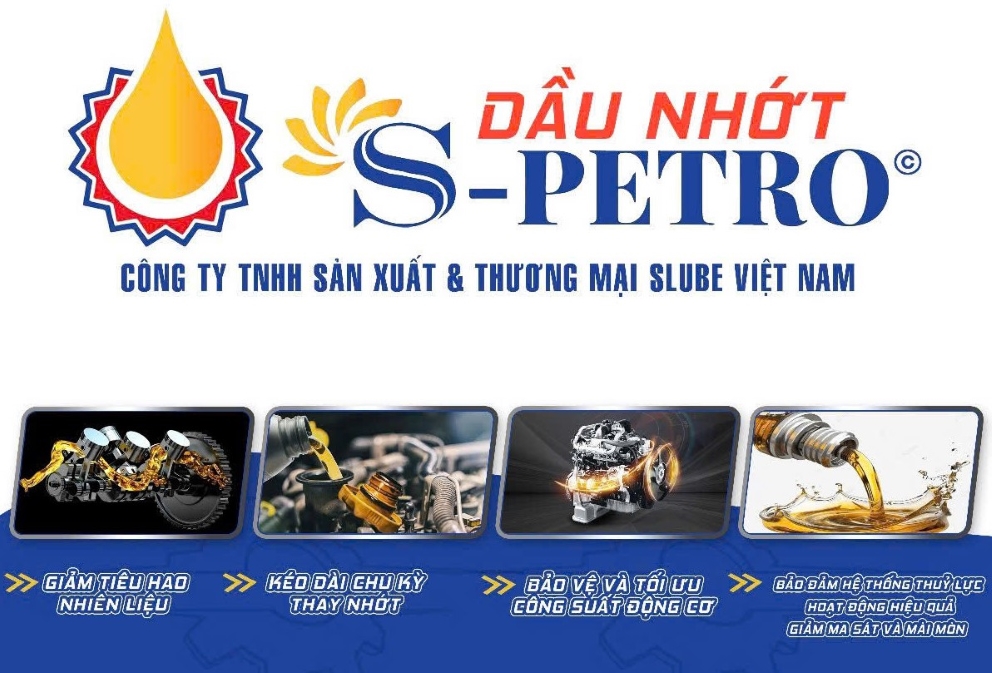 DẦU NHỚT
S-PETRO©
CÔNG TY TNHH SẢN XUẤT & THƯƠNG MẠI SLUBE VIỆT NAM
GIẢM TIÊU HAO
NHIÊN LIỆU
KÉO DÀI CHU KỲ
THAY NHỚT
BẢO VỆ VÀ TỐI ƯU
CÔNG SUẤT ĐỘNG CƠ
BẢO ĐẢM HỆ THỐNG THUỶ LỰC
HOẠT ĐỘNG HIỆU QUẢ
GIẢM MA SÁT VÀ MÀI MÒN